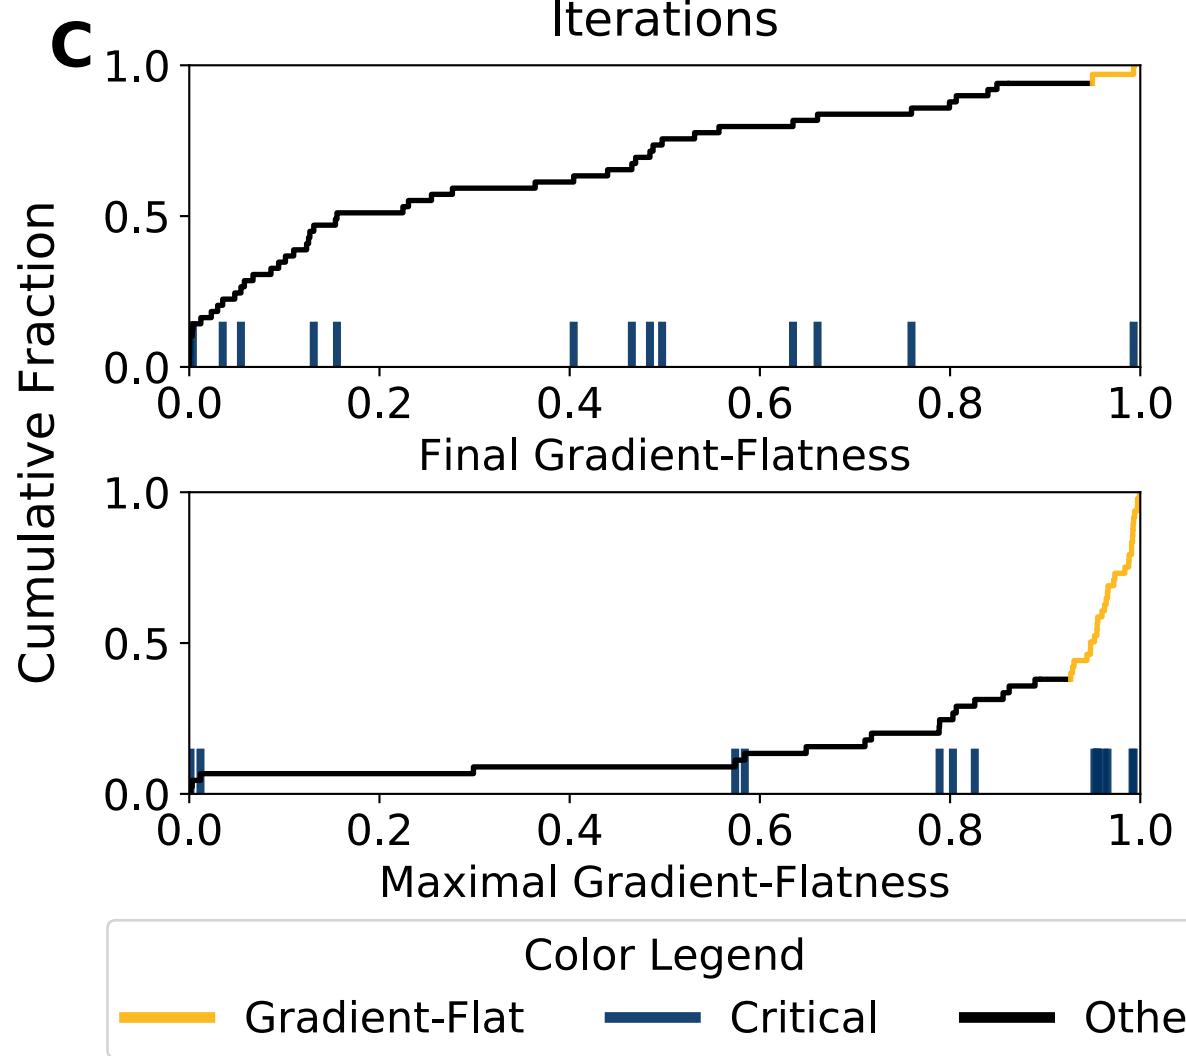 Iterations
C
Cumulative Fraction
1.0
0.5
0.0
0.0 0.2 0.4 0.6 0.8 1.0
Final Gradient-Flatness
1.0
0.5
0.0
0.0 0.2 0.4 0.6 0.8 1.0
Maximal Gradient-Flatness
Color Legend
Gradient-Flat Critical Othe